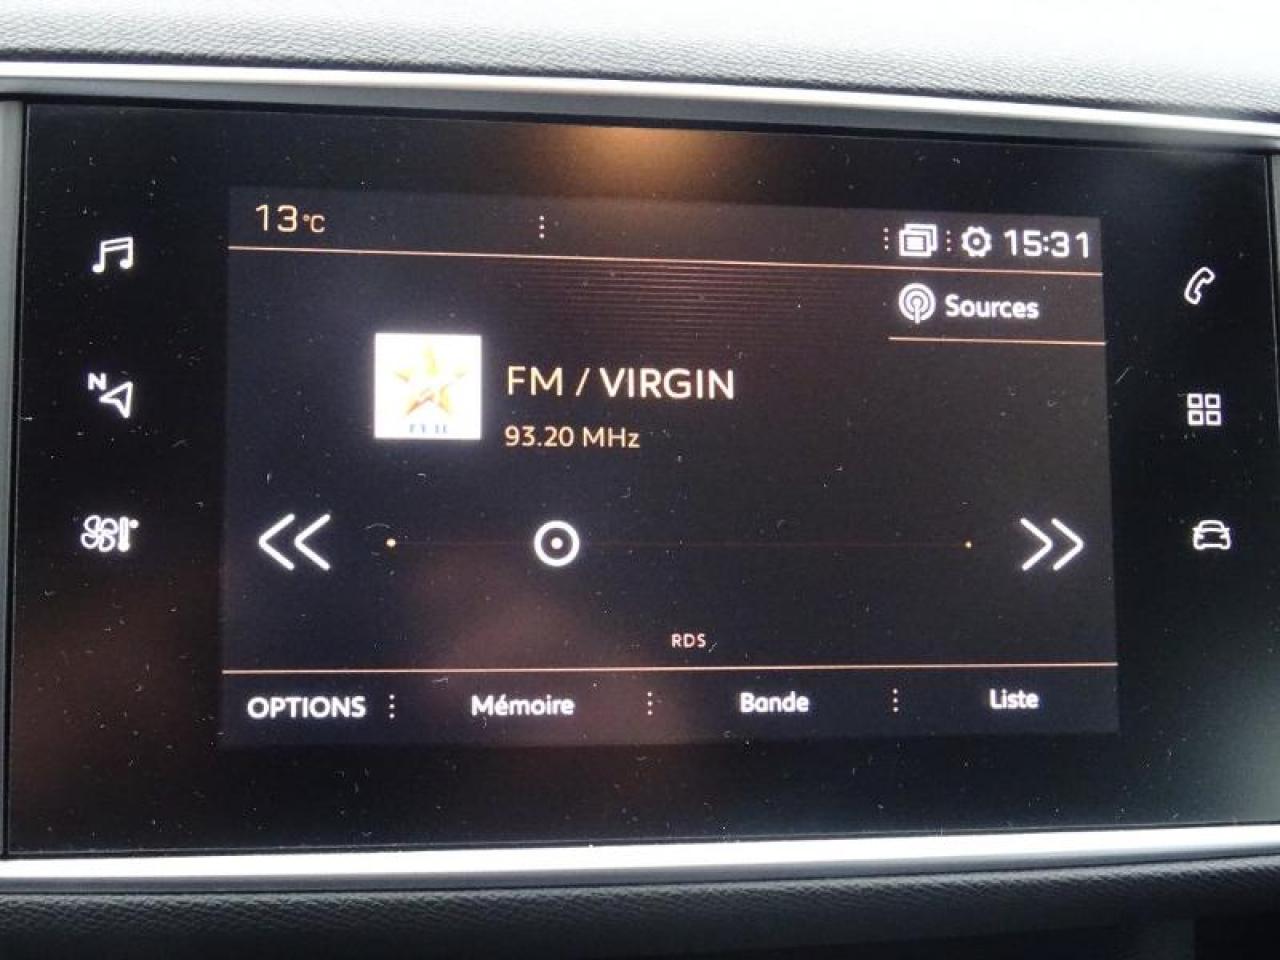 13°C
15:31
Sources
FM / VIRGIN
93.20 MHz
N
RDS
OPTIONS
Mémoire
Bande
Liste